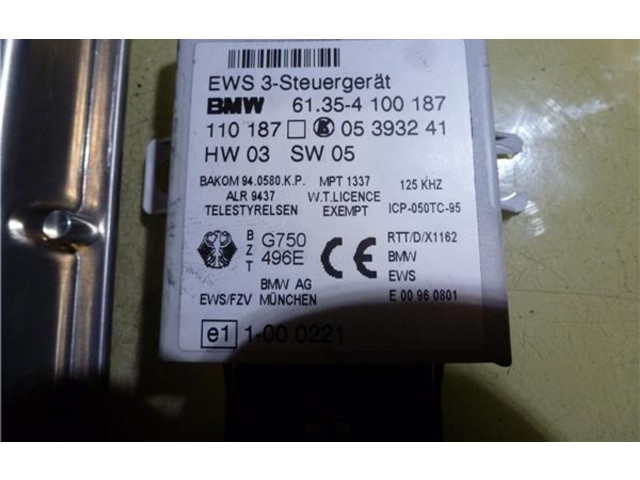 EWS 3-Steuergerät
BMW 61.35-4 100 187
110 187 05 3932 41
HW 03 SW 05
BAKOM 94.0580.K.P. MPT 1337 125 KHZ
ALR 9437 W.T.LICENCE
TELESTYRELSEN EXEMPT ICP-050TC-95
BZT G750 496E CE RTT/D/X1162
BMW
EWS
BMW AG
EWS/FZV MÜNCHEN E 00 96 0801
e1 1-00 0221